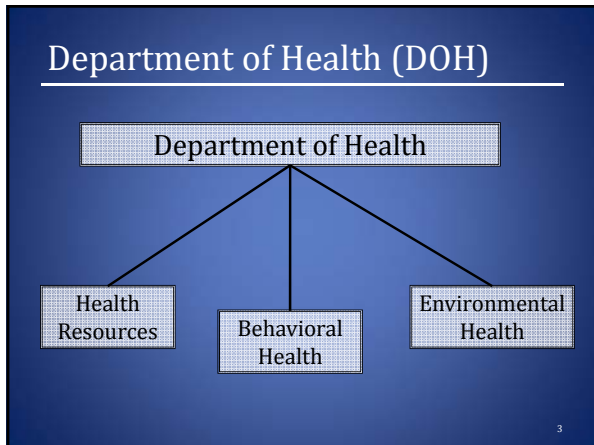 Department of Health (DOH)
Department of Health
Health
Resources
Behavioral
Health
Environmental
Health
3